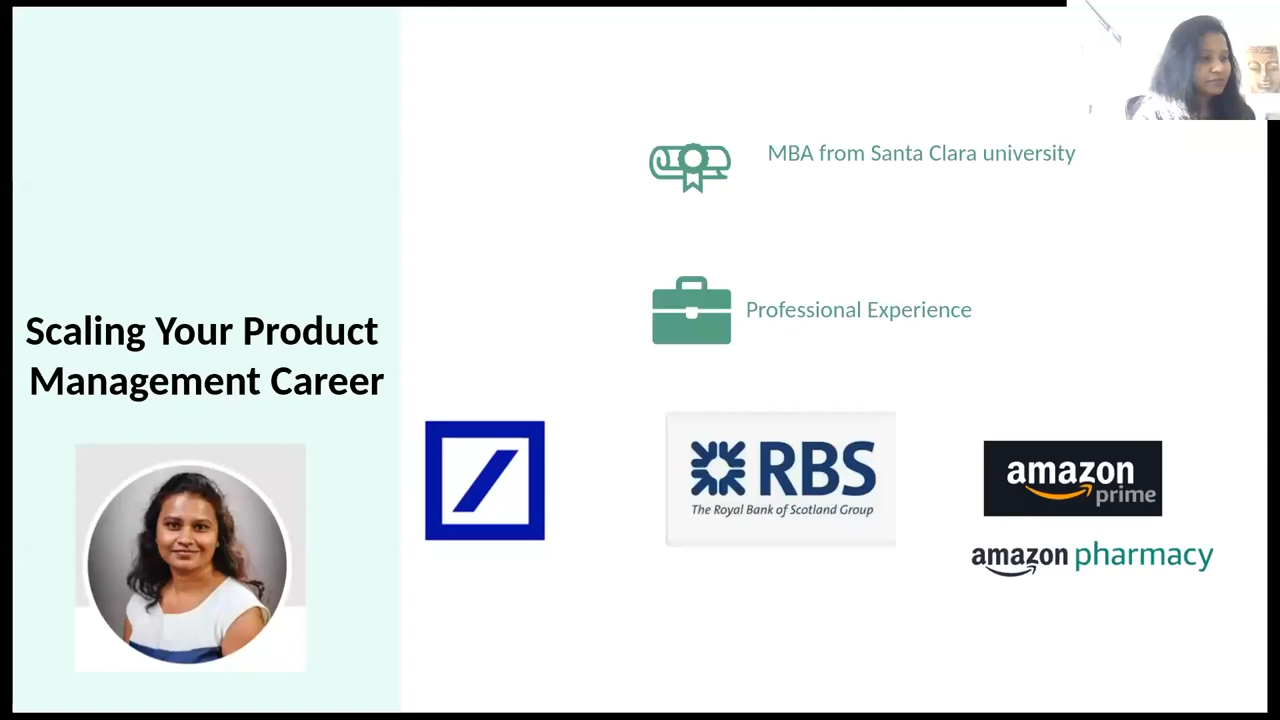 MBA from Santa Clara university
Professional Experience
Scaling Your Product
Management Career
RBS
The Royal Bank of Scotland Group
amazon
prime
amazon pharmacy